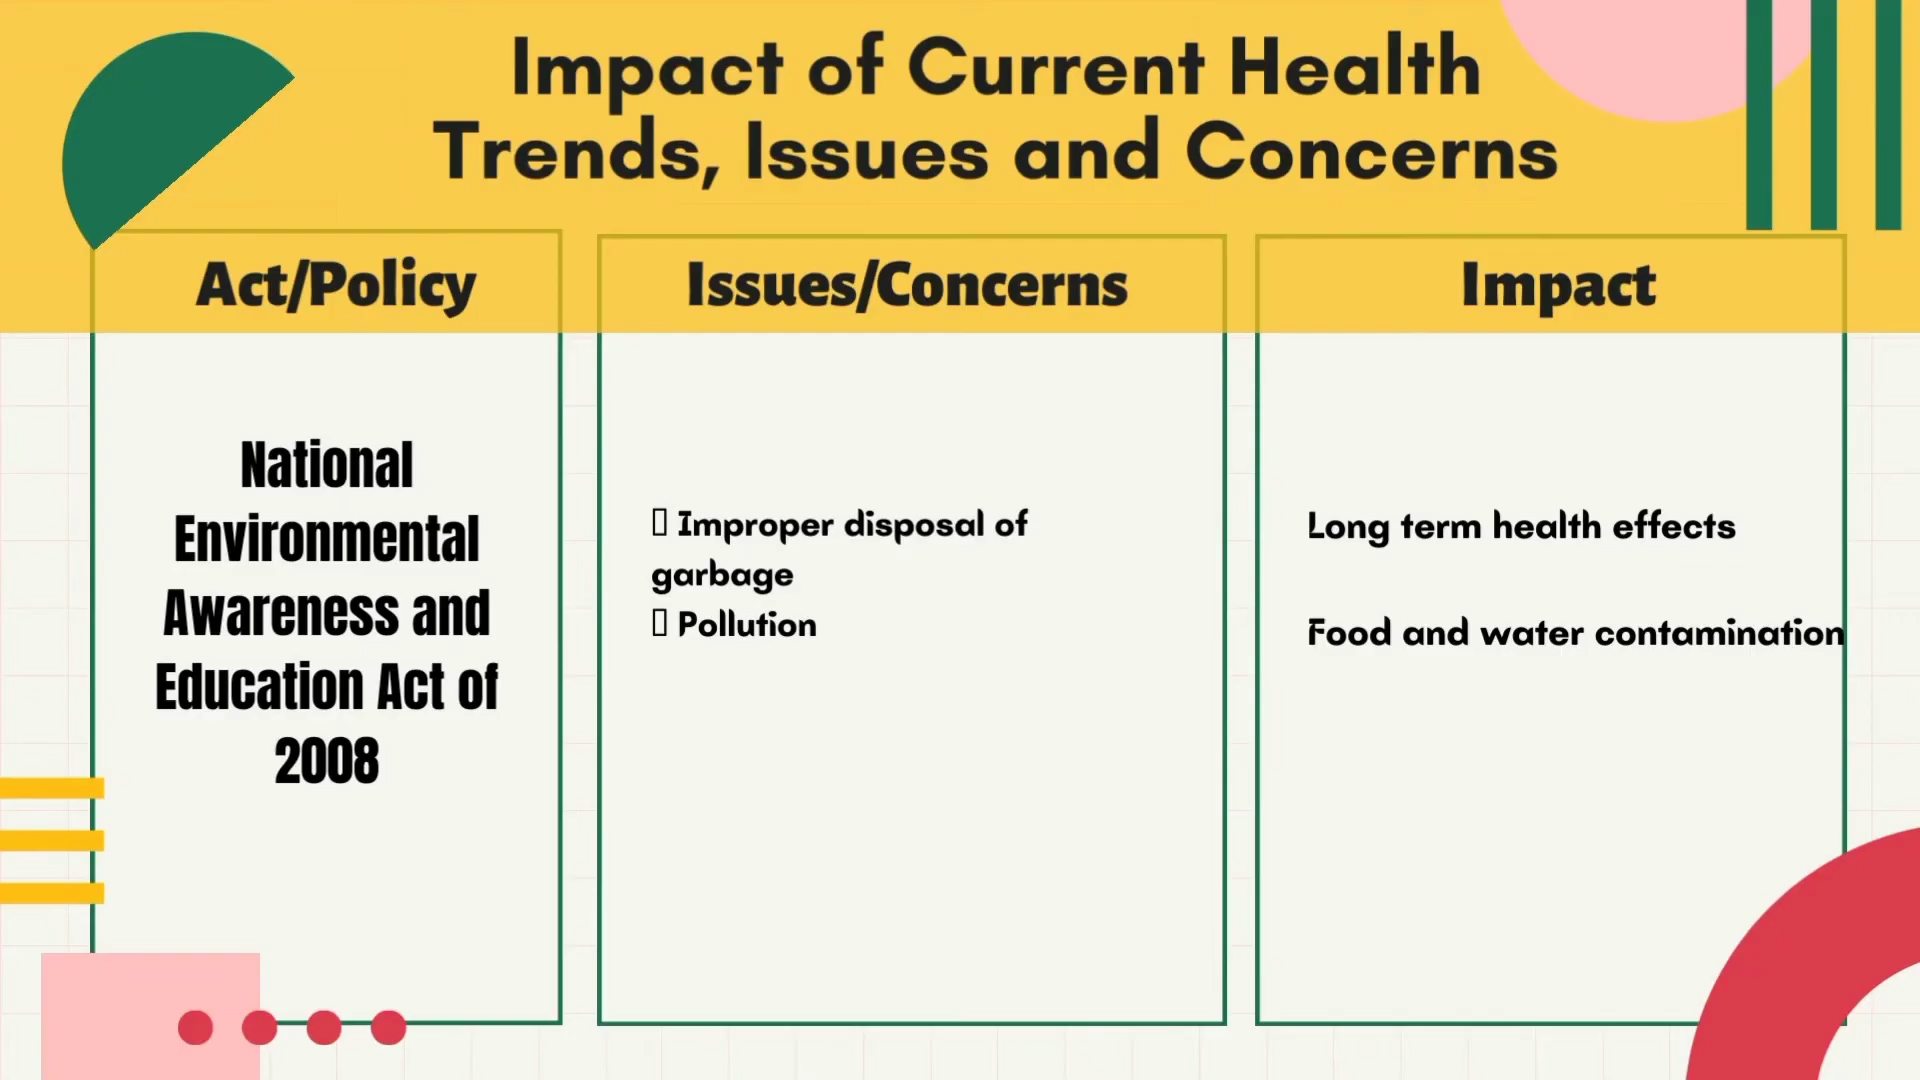 Impact of Current Health
Trends, Issues and Concerns
Act/Policy
Issues/Concerns
Impact
National
Environmental
Awareness and
Education Act of
2008
▯ Improper disposal of
garbage
▯ Pollution
Long term health effects
Food and water contamination